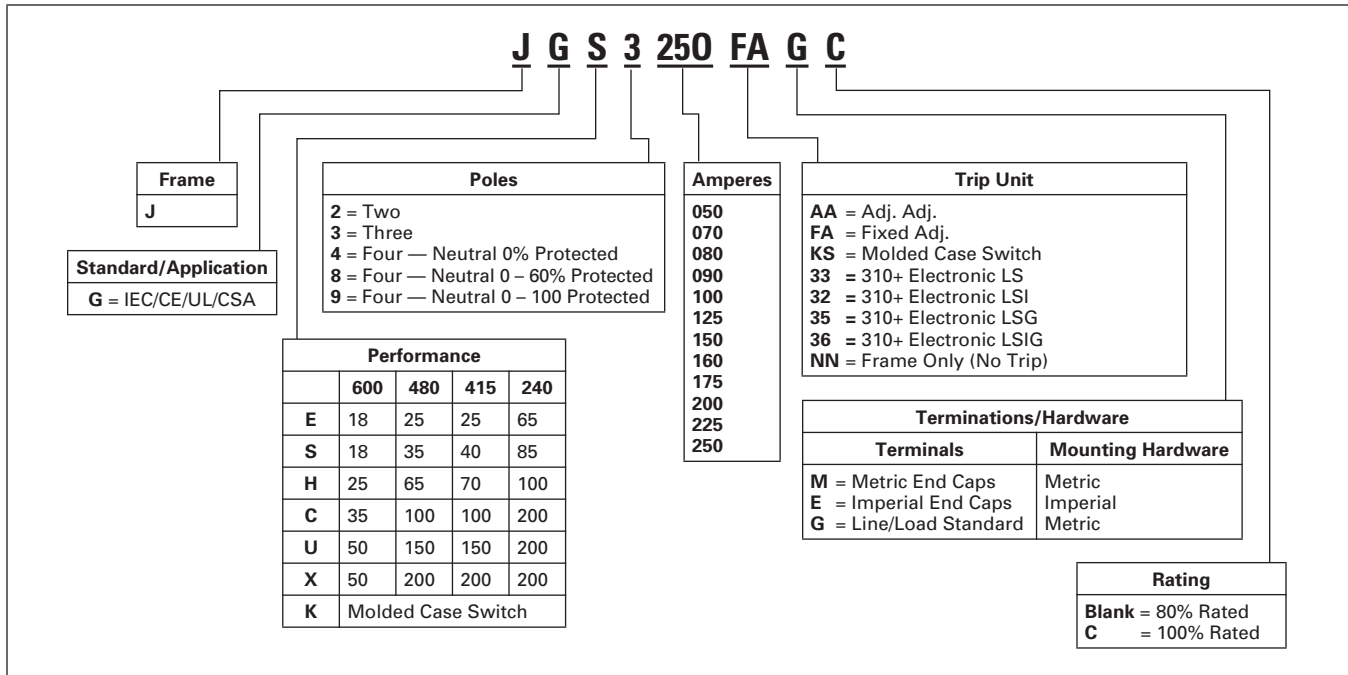 J G S 3 250 FA G C
Frame
J
Standard/Application
G = IEC/CE/UL/CSA
Poles
2 = Two
3 = Three
4 = Four — Neutral 0% Protected
8 = Four — Neutral 0 – 60% Protected
9 = Four — Neutral 0 – 100 Protected
Performance
600 480 415 240
E 18 25 25 65
S 18 35 40 85
H 25 65 70 100
C 35 100 100 200
U 50 150 150 200
X 50 200 200 200
K Molded Case Switch
Amperes
050
070
080
090
100
125
150
160
175
200
225
250
Trip Unit
AA = Adj. Adj.
FA = Fixed Adj.
KS = Molded Case Switch
33 = 310+ Electronic LS
32 = 310+ Electronic LSI
35 = 310+ Electronic LSG
36 = 310+ Electronic LSIG
NN = Frame Only (No Trip)
Terminations/Hardware
Terminals Mounting Hardware
M = Metric End Caps Metric
E = Imperial End Caps Imperial
G = Line/Load Standard Metric
Rating
Blank = 80% Rated
C = 100% Rated